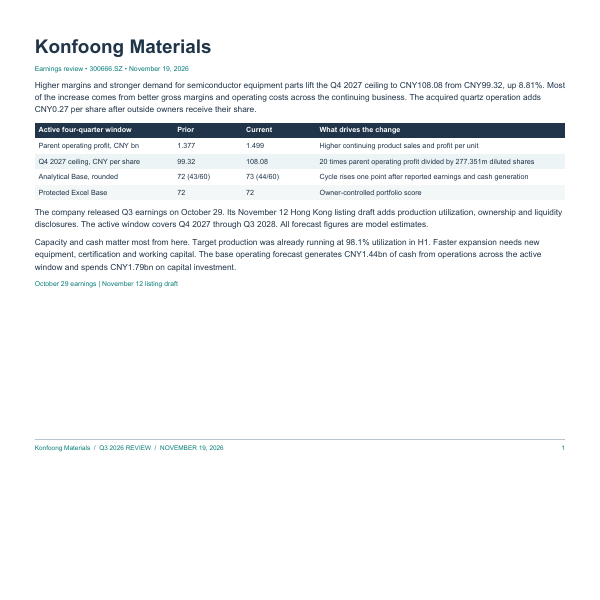 Konfoong Materials
Earnings review • 300666.SZ • November 19, 2026
Higher margins and stronger demand for semiconductor equipment parts lift the Q4 2027 ceiling to CNY108.08 from CNY99.32, up 8.81%. Most
of the increase comes from better gross margins and operating costs across the continuing business. The acquired quartz operation adds
CNY0.27 per share after outside owners receive their share.
Active four-quarter window Prior Current What drives the change
Parent operating profit, CNY bn 1.377 1.499 Higher continuing product sales and profit per unit
Q4 2027 ceiling, CNY per share 99.32 108.08 20 times parent operating profit divided by 277.351m diluted shares
Analytical Base, rounded 72 (43/60) 73 (44/60) Cycle rises one point after reported earnings and cash generation
Protected Excel Base 72 72 Owner-controlled portfolio score
The company released Q3 earnings on October 29. Its November 12 Hong Kong listing draft adds production utilization, ownership and liquidity
disclosures. The active window covers Q4 2027 through Q3 2028. All forecast figures are model estimates.
Capacity and cash matter most from here. Target production was already running at 98.1% utilization in H1. Faster expansion needs new
equipment, certification and working capital. The base operating forecast generates CNY1.44bn of cash from operations across the active
window and spends CNY1.79bn on capital investment.
October 29 earnings | November 12 listing draft
Konfoong Materials / Q3 2026 REVIEW / NOVEMBER 19, 2026 1